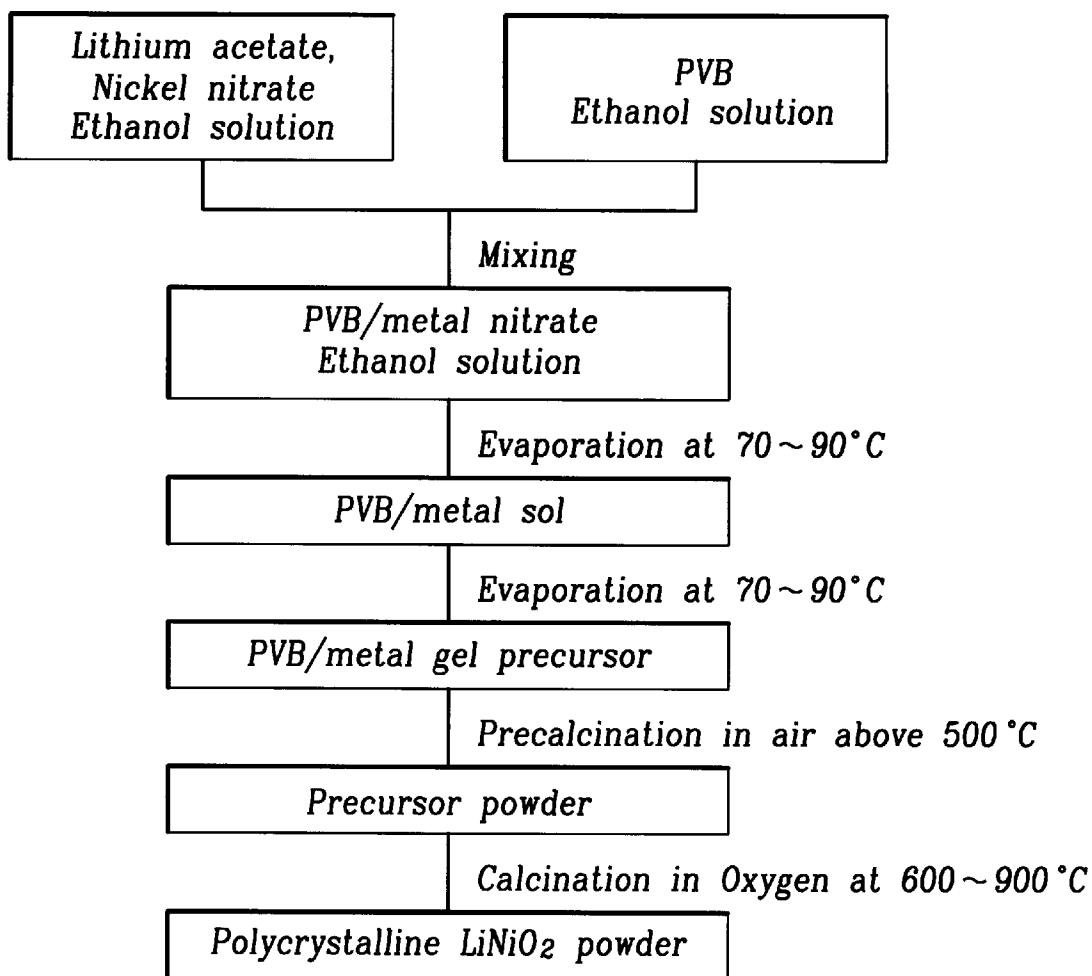 Lithium acetate,
Nickel nitrate
Ethanol solution
PVB
Ethanol solution
Mixing
PVB/metal nitrate
Ethanol solution
Evaporation at 70~90°C
PVB/metal sol
Evaporation at 70~90°C
PVB/metal gel precursor
Precalcination in air above 500°C
Precursor powder
Calcination in Oxygen at 600~900°C
Polycrystalline LiNiO₂ powder